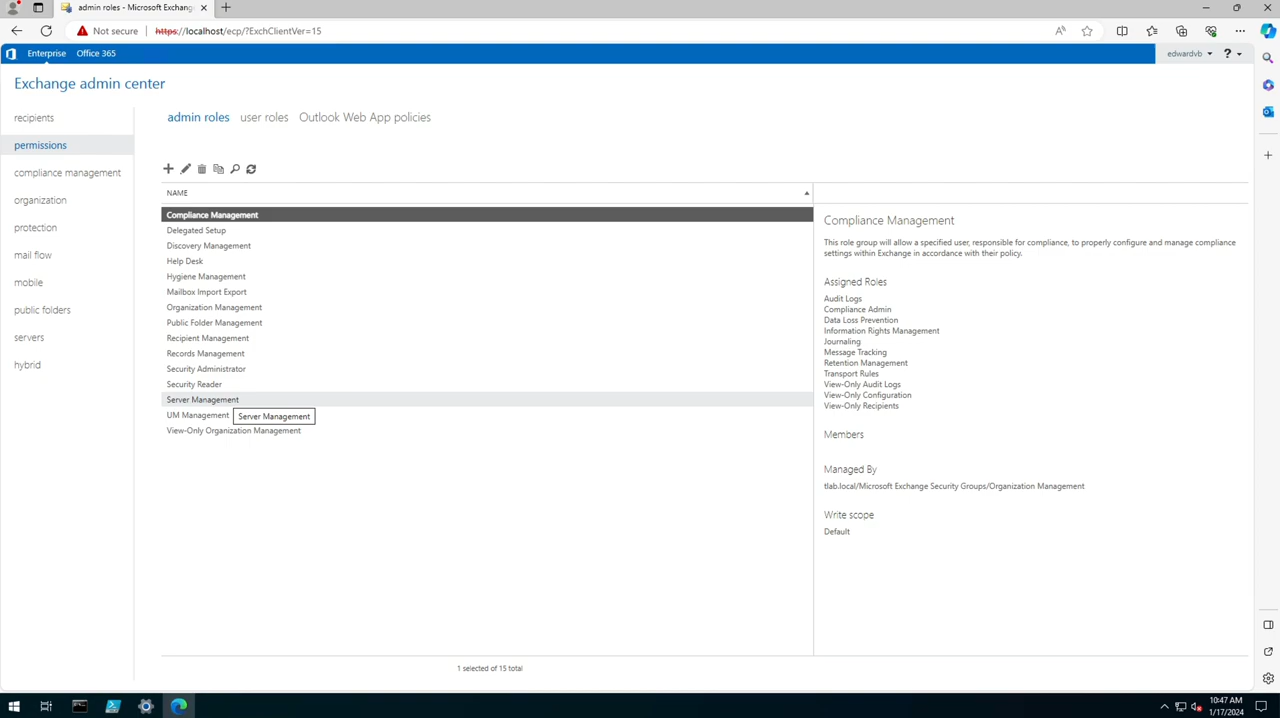 admin roles - Microsoft Exchang
Not secure
https://localhost/ecp/?ExchClientVer=15
Enterprise
Office 365
edwardvb
?
Exchange admin center
recipients
permissions
compliance management
organization
protection
mail flow
mobile
public folders
servers
hybrid
admin roles
user roles
Outlook Web App policies
NAME
Compliance Management
Delegated Setup
Discovery Management
Help Desk
Hygiene Management
Mailbox Import Export
Organization Management
Public Folder Management
Recipient Management
Records Management
Security Administrator
Security Reader
Server Management
UM Management
Server Management
View-Only Organization Management
1 selected of 15 total
Compliance Management
This role group will allow a specified user, responsible for compliance, to properly configure and manage compliance
settings within Exchange in accordance with their policy.
Assigned Roles
Audit Logs
Compliance Admin
Data Loss Prevention
Information Rights Management
Journaling
Message Tracking
Retention Management
Transport Rules
View-Only Audit Logs
View-Only Configuration
View-Only Recipients
Members
Managed By
tlab.local/Microsoft Exchange Security Groups/Organization Management
Write scope
Default
10:47 AM
1/17/2024